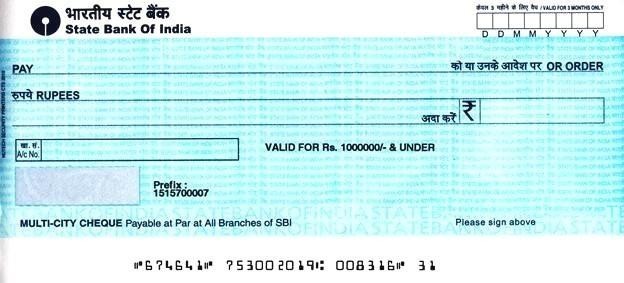 भारतीय स्टेट बैंक
State Bank Of India
केवल 3 महीने के लिए वैध / VALID FOR 3 MONTHS ONLY
D D M M Y Y Y Y
PAY को या उनके आदेश पर OR ORDER
रुपये RUPEES
अदा करें ₹
खा. सं.
A/c No.
VALID FOR Rs. 1000000/- & UNDER
Prefix :
1515700007
MULTI-CITY CHEQUE Payable at Par at All Branches of SBI
Please sign above
⑈674641⑈ 753002019⑆ 008316⑈ 31